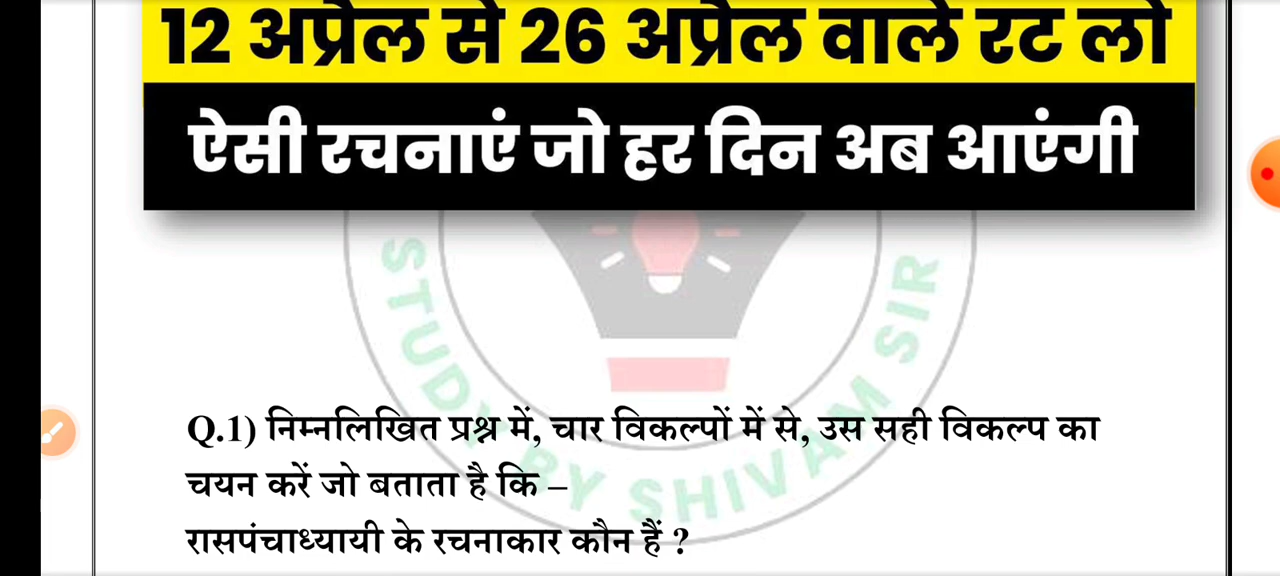 12 अप्रैल से 26 अप्रैल वाले रट लो
ऐसी रचनाएं जो हर दिन अब आएंगी
STUDY BY SHIVAM SIR
Q.1) निम्नलिखित प्रश्न में, चार विकल्पों में से, उस सही विकल्प का
चयन करें जो बताता है कि –
रासपंचाध्यायी के रचनाकार कौन हैं ?